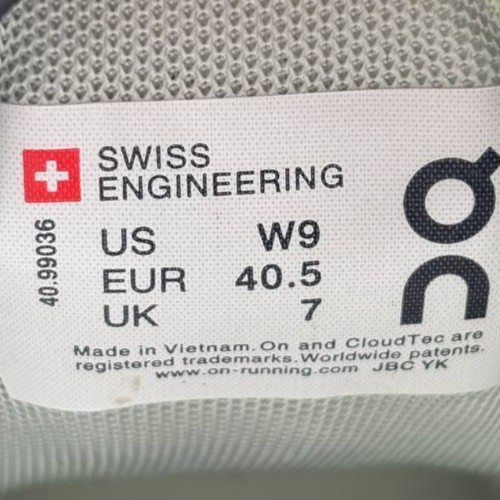 SWISS
ENGINEERING
40.99036
US W9
EUR 40.5
UK 7
Made in Vietnam. On and CloudTec are
registered trademarks. Worldwide patents.
www.on-running.com JBC YK
On